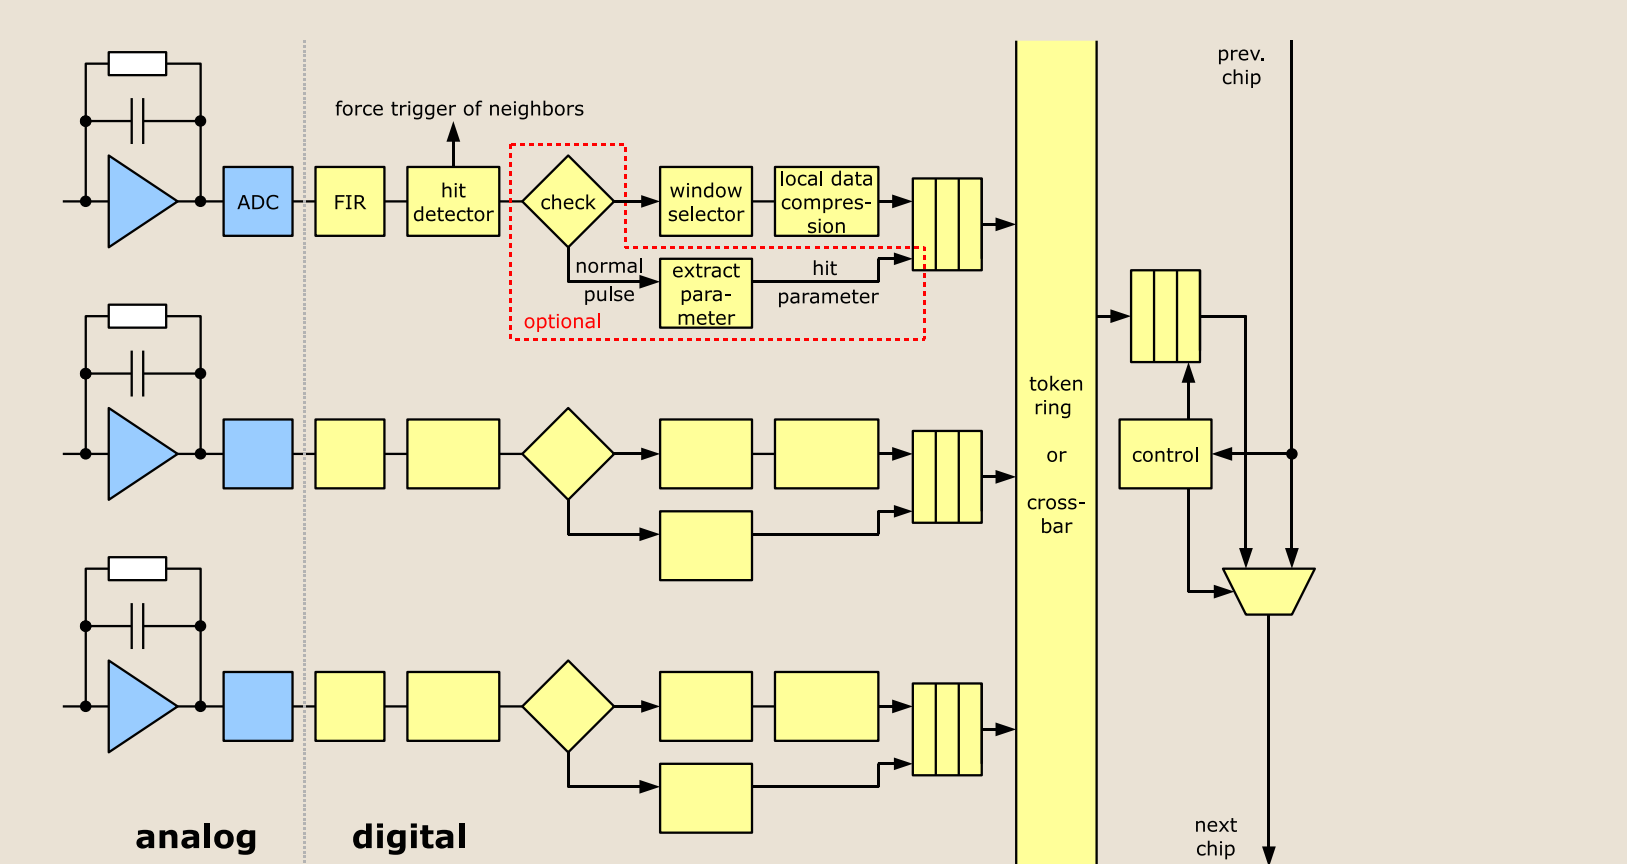 prev.
chip
force trigger of neighbors
ADC
FIR
hit
detector
check
window
selector
local data
compres-
sion
normal
pulse
extract
para-
meter
hit
parameter
optional
token
ring
or
cross-
bar
control
next
chip
analog
digital